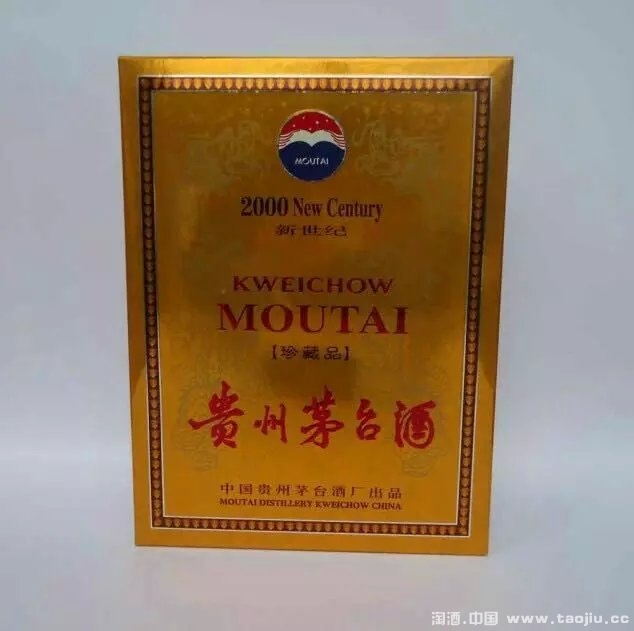 MOUTAI
2000 New Century
新世纪
KWEICHOW
MOUTAI
【珍藏品】
贵州茅台酒
中国贵州茅台酒厂出品
MOUTAI DISTILLERY KWEICHOW CHINA
淘酒.中国 www.taojiu.cc